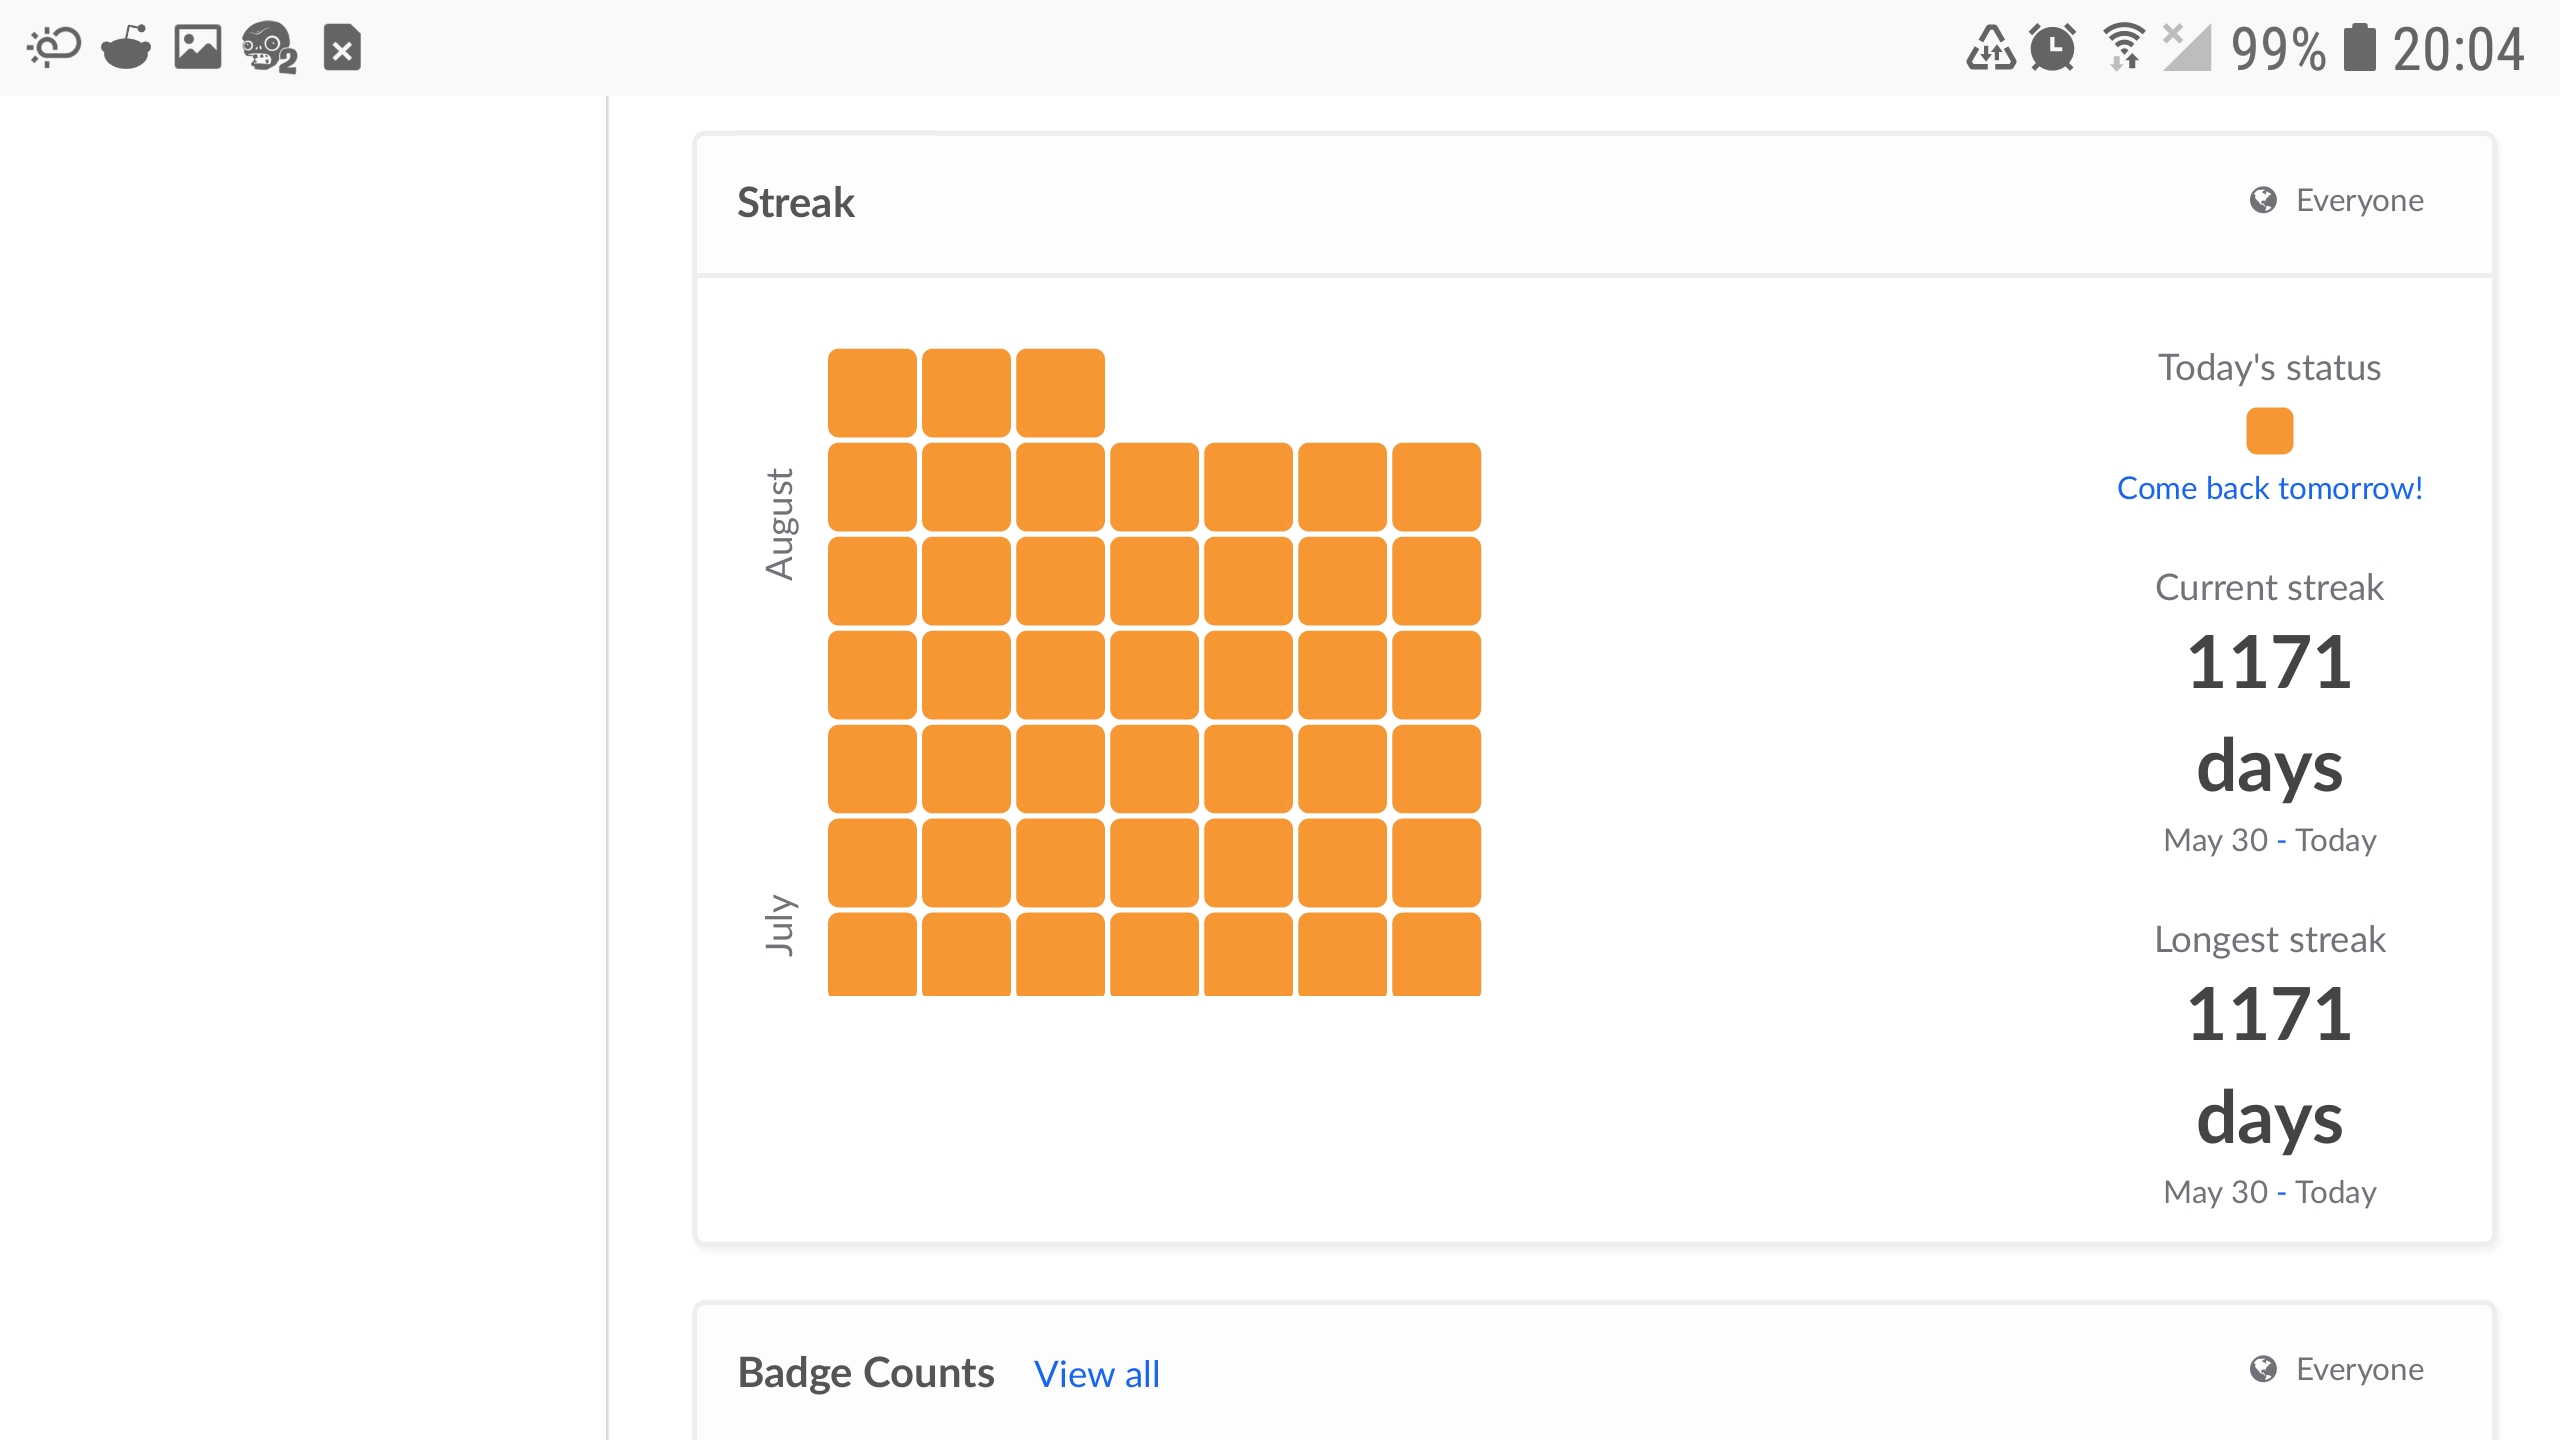 99% 20:04
Streak
Everyone
August
July
Today's status
Come back tomorrow!
Current streak
1171
days
May 30 - Today
Longest streak
1171
days
May 30 - Today
Badge Counts View all
Everyone